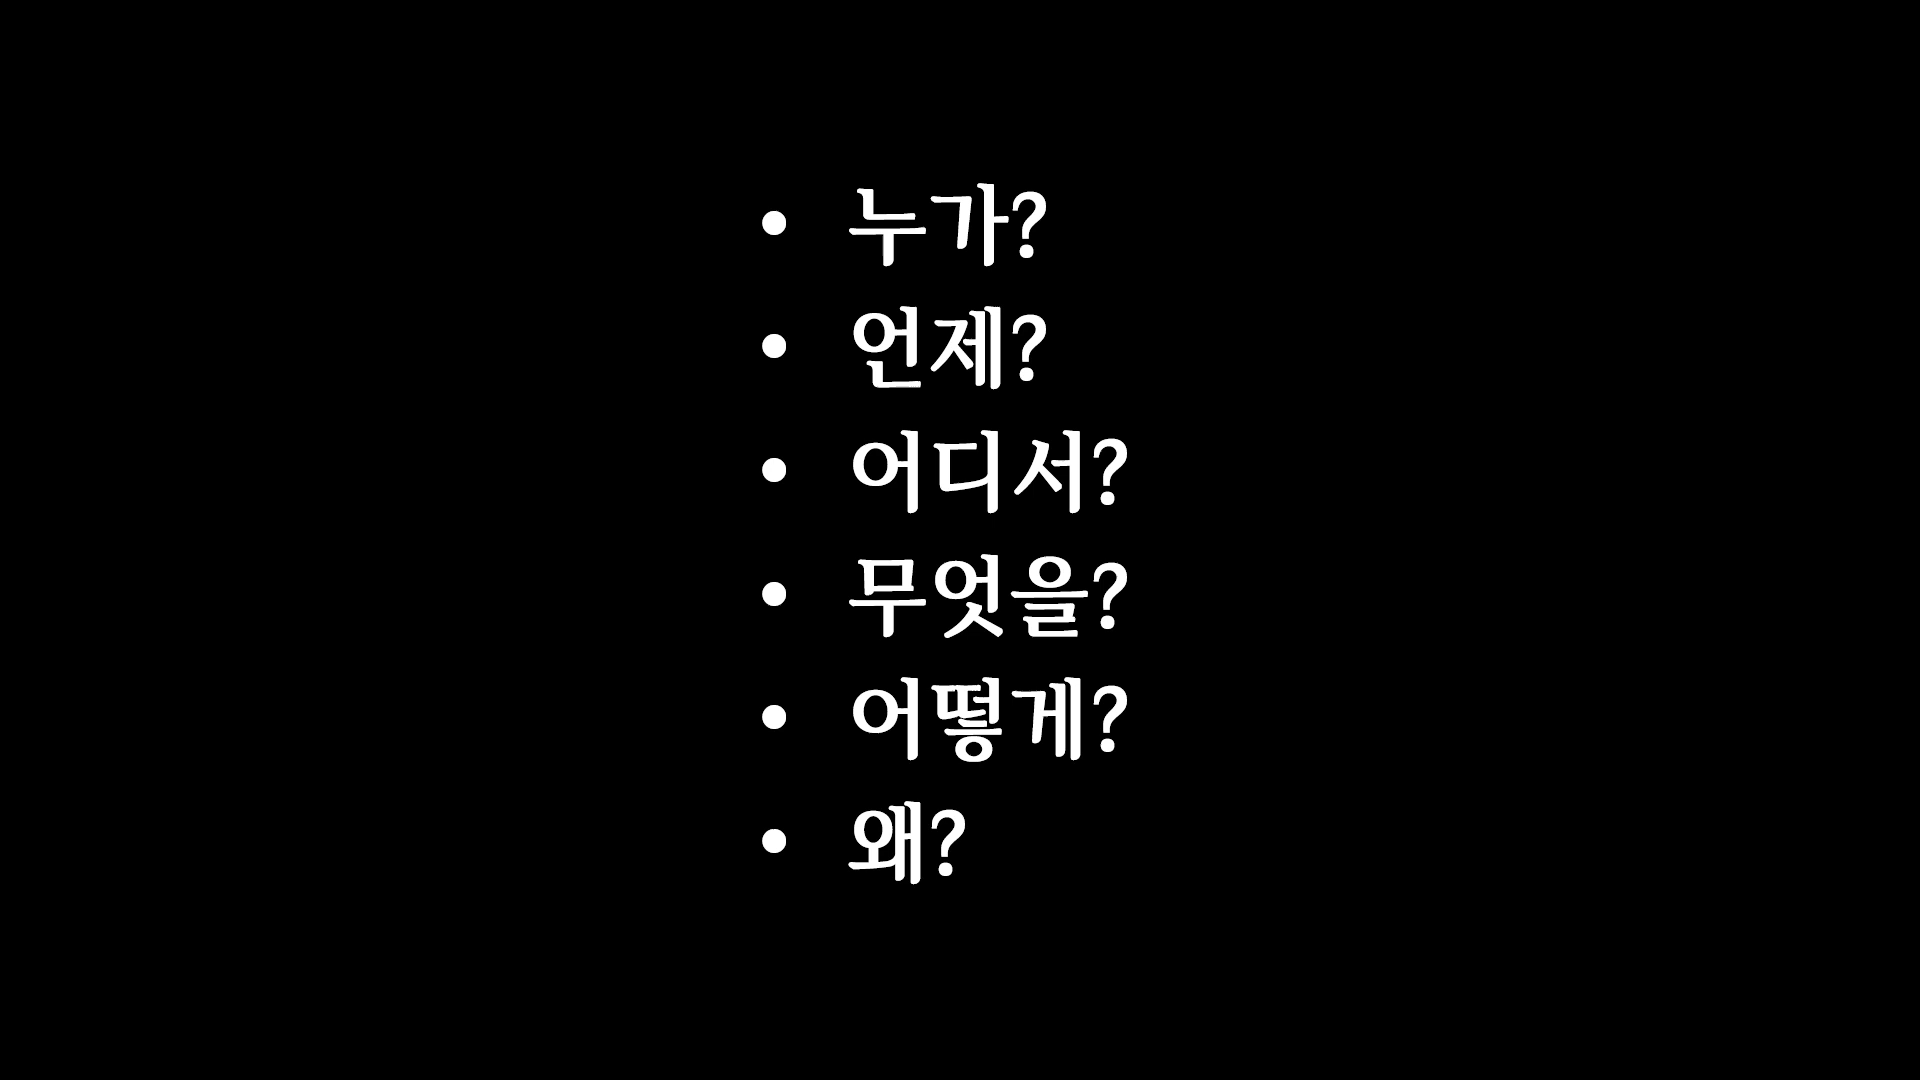 • 누가?
• 언제?
• 어디서?
• 무엇을?
• 어떻게?
• 왜?